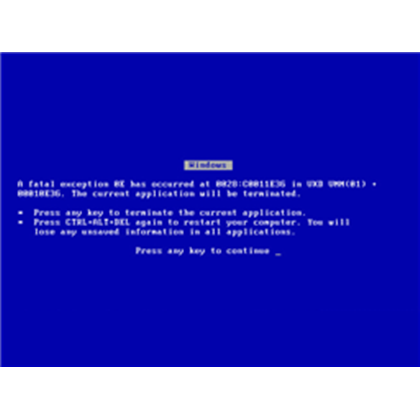 Windows
A fatal exception 0E has occurred at 0028:C0011E36 in UXD UMM(01) +
00010E36. The current application will be terminated.
* Press any key to terminate the current application.
* Press CTRL+ALT+DEL again to restart your computer. You will
lose any unsaved information in all applications.
Press any key to continue _